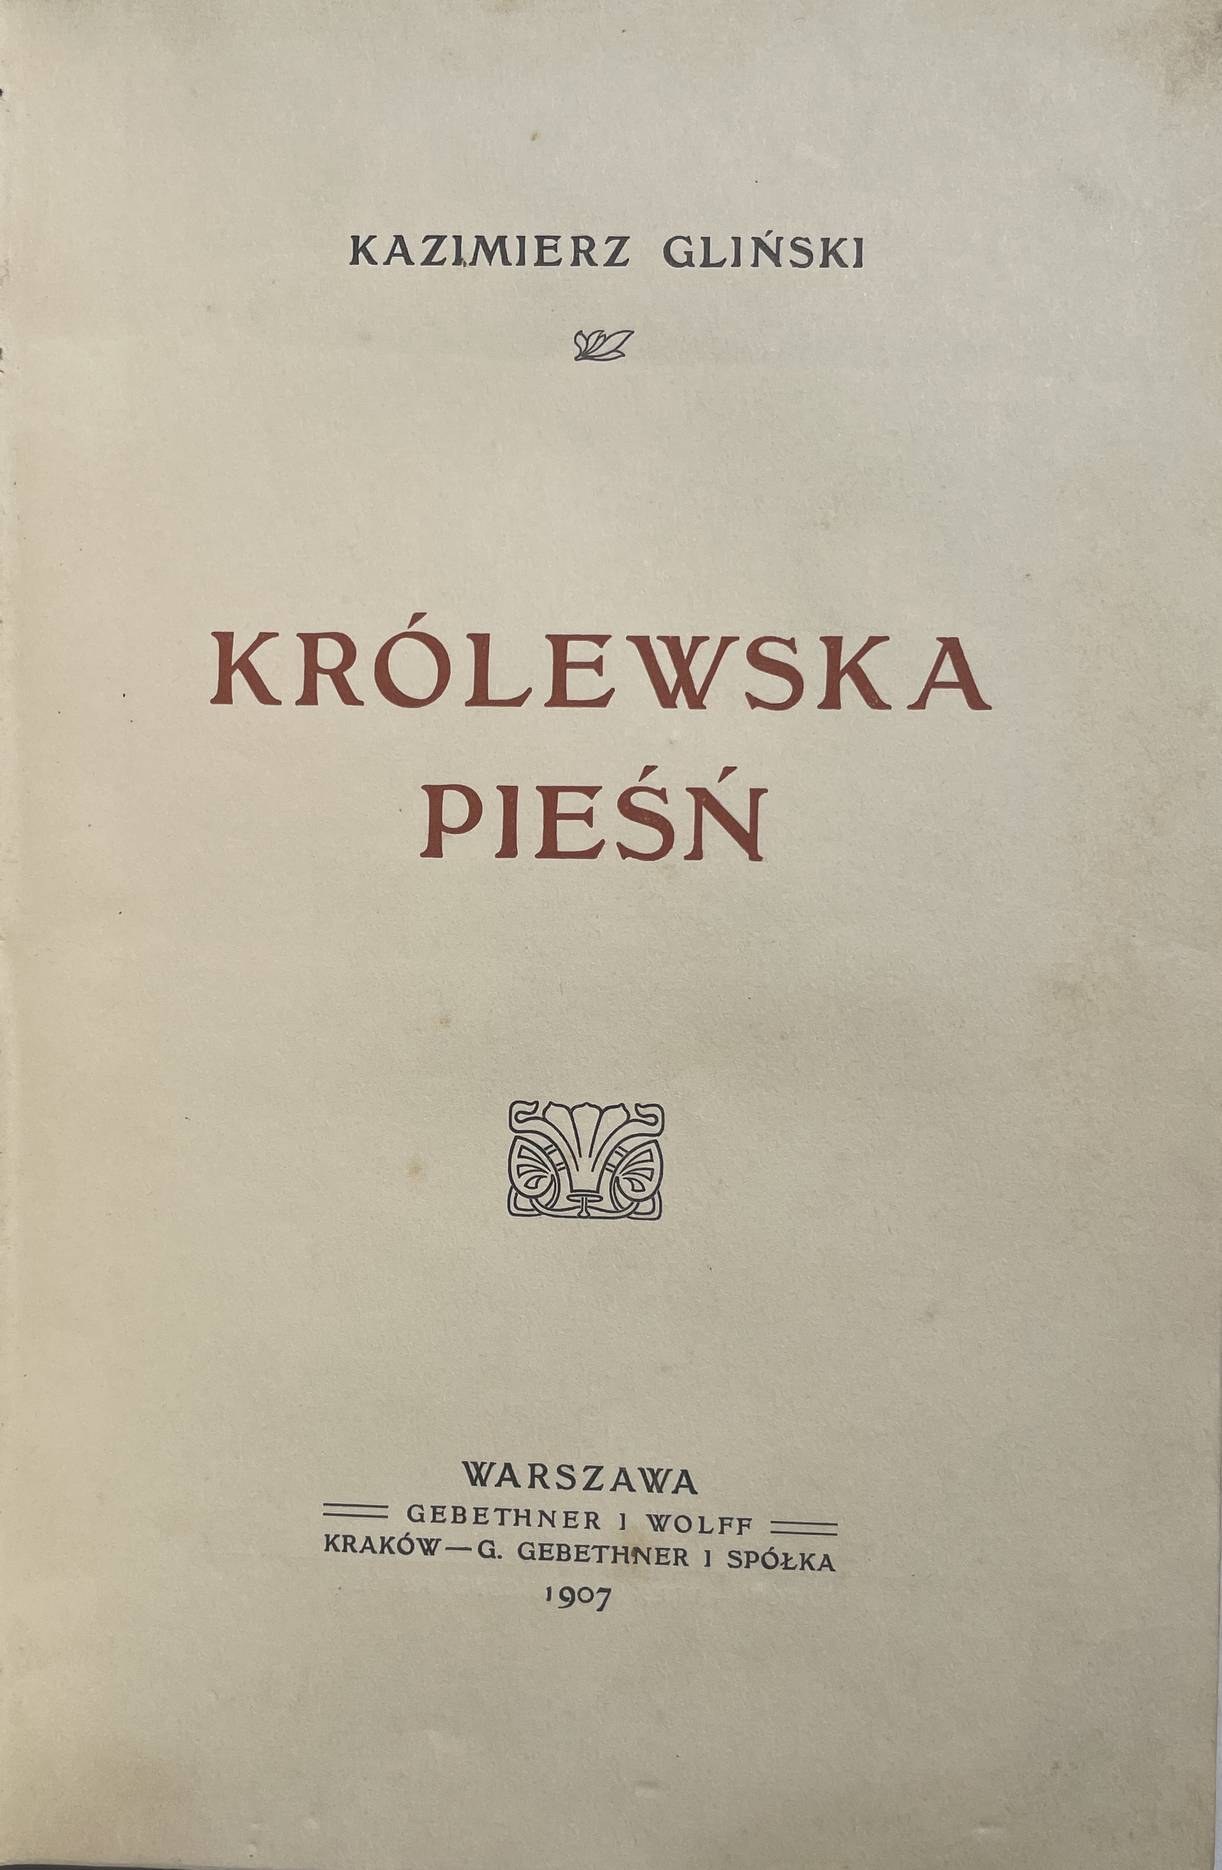 KAZIMIERZ GLIŃSKI
KRÓLEWSKA
PIEŚŃ
WARSZAWA
GEBETHNER I WOLFF
KRAKÓW—G. GEBETHNER I SPÓŁKA
1907